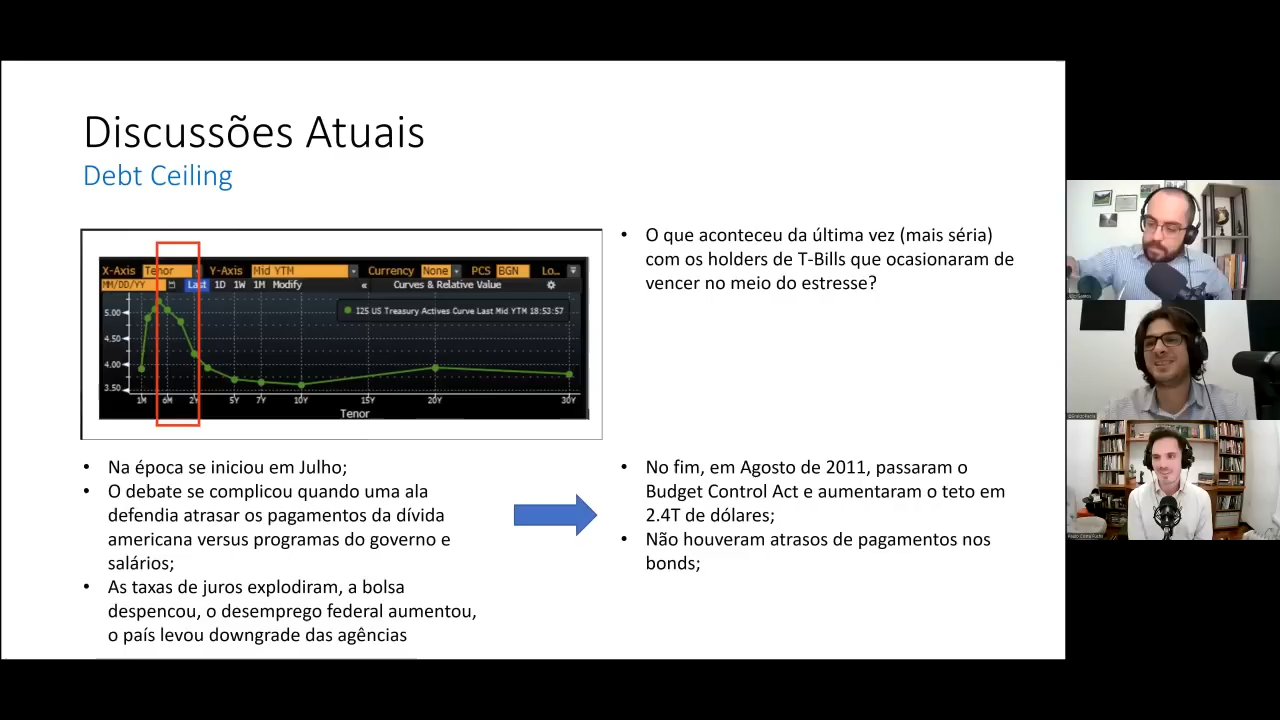 Discussões Atuais
Debt Ceiling
X-Axis Tenor Y-Axis Mid YTM Currency None PCS BGN Lo...
MM/DD/YY Last 1D 1W 1M Modify « Curves & Relative Value
I25 US Treasury Actives Curve Last Mid YTM 18:53:57
5.00
4.50
4.00
3.50
1M 6M 2Y 5Y 7Y 10Y 15Y 20Y 30Y
Tenor
• O que aconteceu da última vez (mais séria)
com os holders de T-Bills que ocasionaram de
vencer no meio do estresse?
• Na época se iniciou em Julho;
• O debate se complicou quando uma ala
defendia atrasar os pagamentos da dívida
americana versus programas do governo e
salários;
• As taxas de juros explodiram, a bolsa
despencou, o desemprego federal aumentou,
o país levou downgrade das agências
• No fim, em Agosto de 2011, passaram o
Budget Control Act e aumentaram o teto em
2.4T de dólares;
• Não houveram atrasos de pagamentos nos
bonds;